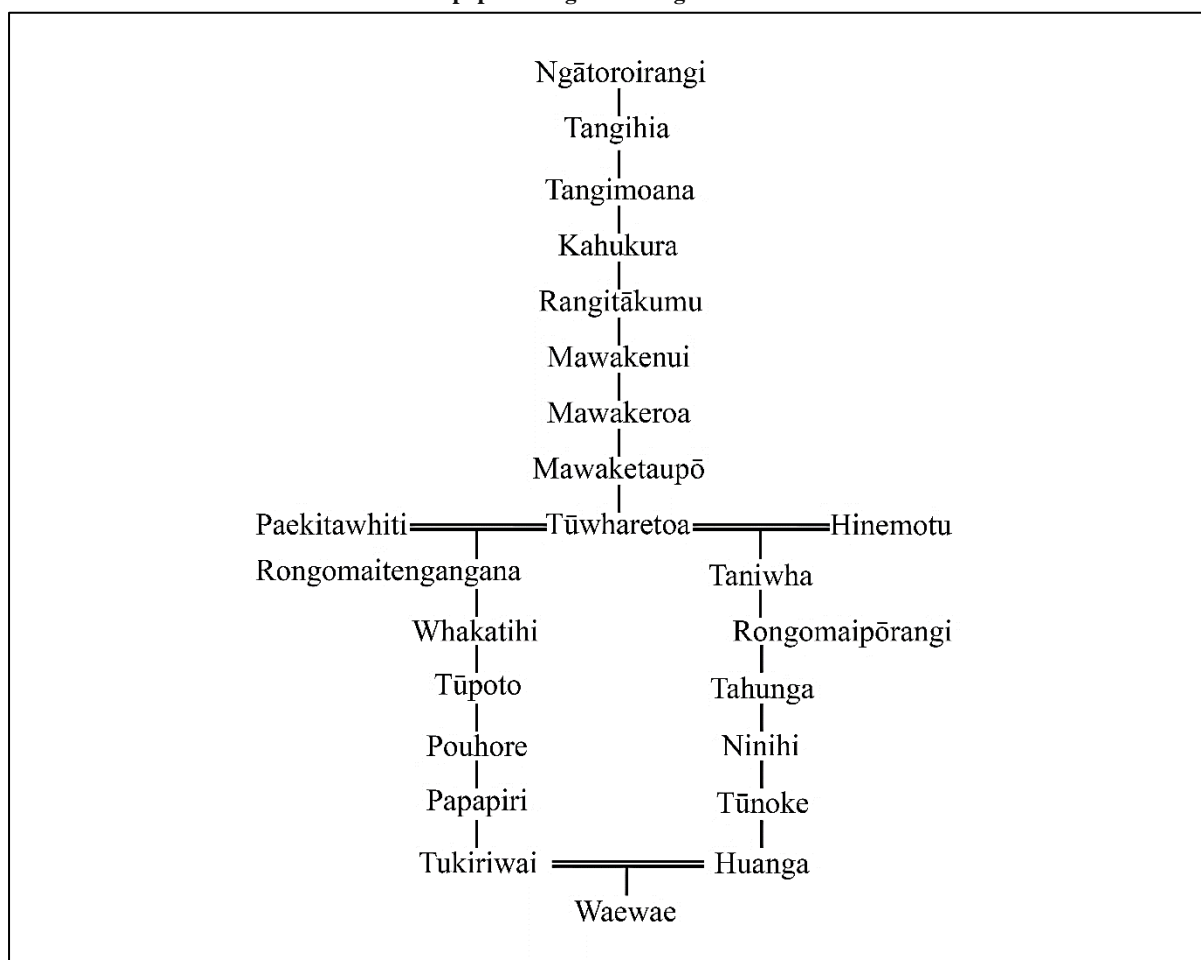 Ngātoroirangi
Tangihia
Tangimoana
Kahukura
Rangitākumu
Mawakenui
Mawakeroa
Mawaketaupō
Paekitawhiti Tūwharetoa Hinemotu
Rongomaitengangana Taniwha
Whakatihi Rongomaipōrangi
Tūpoto Tahunga
Pouhore Ninihi
Papapiri Tūnoke
Tukiriwai Huanga
Waewae